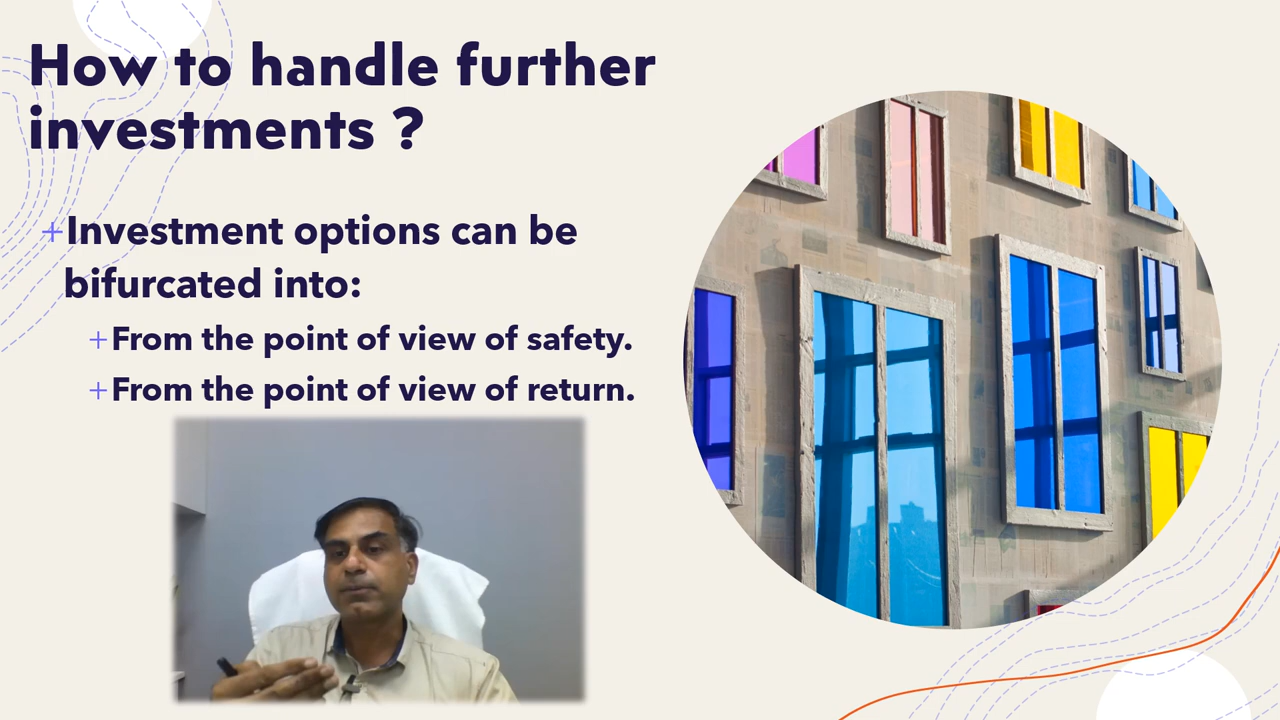 How to handle further
investments ?
+Investment options can be
bifurcated into:
+From the point of view of safety.
+From the point of view of return.